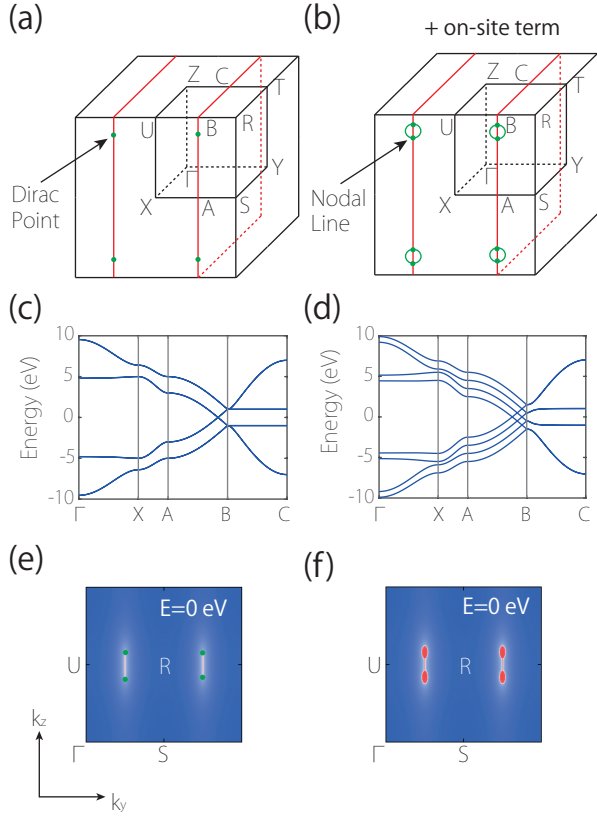 (a)
(b)
+ on-site term
Z C T
U B R
Γ Y
X A S
Dirac
Point
Z C T
U B R
Γ Y
X A S
Nodal
Line
(c)
(d)
Energy (eV)
10
5
0
-5
-10
Γ X A B C
Energy (eV)
10
5
0
-5
-10
Γ X A B C
(e)
(f)
E=0 eV
U R
Γ S
E=0 eV
U R
Γ S
kz
ky